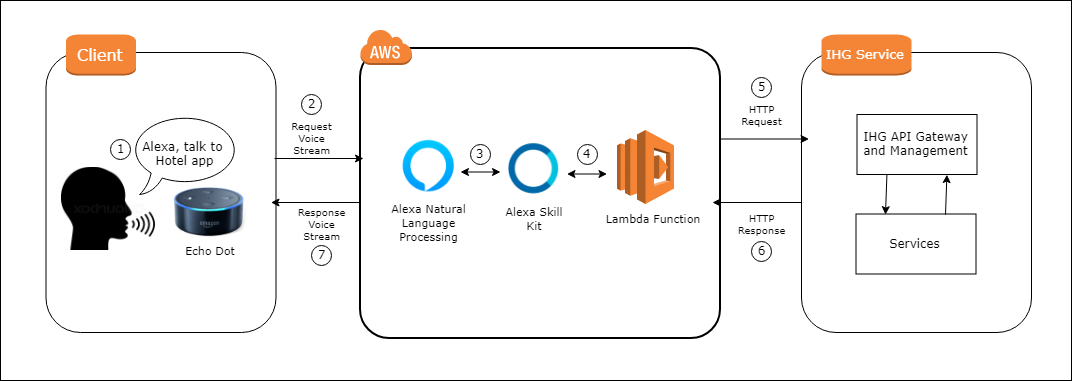 Client
AWS
IHG Service
1
Alexa, talk to
Hotel app
amazon
Echo Dot
2
Request
Voice
Stream
Response
Voice
Stream
7
3
4
Alexa Natural
Language
Processing
Alexa Skill
Kit
Lambda Function
5
HTTP
Request
HTTP
Response
6
IHG API Gateway
and Management
Services